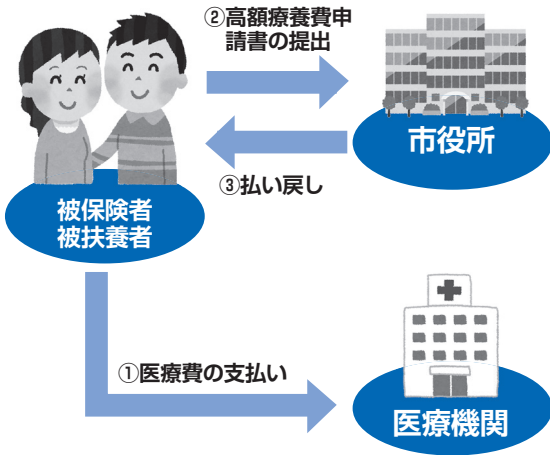 ②高額療養費申
請書の提出
市役所
③払い戻し
被保険者
被扶養者
①医療費の支払い
医療機関